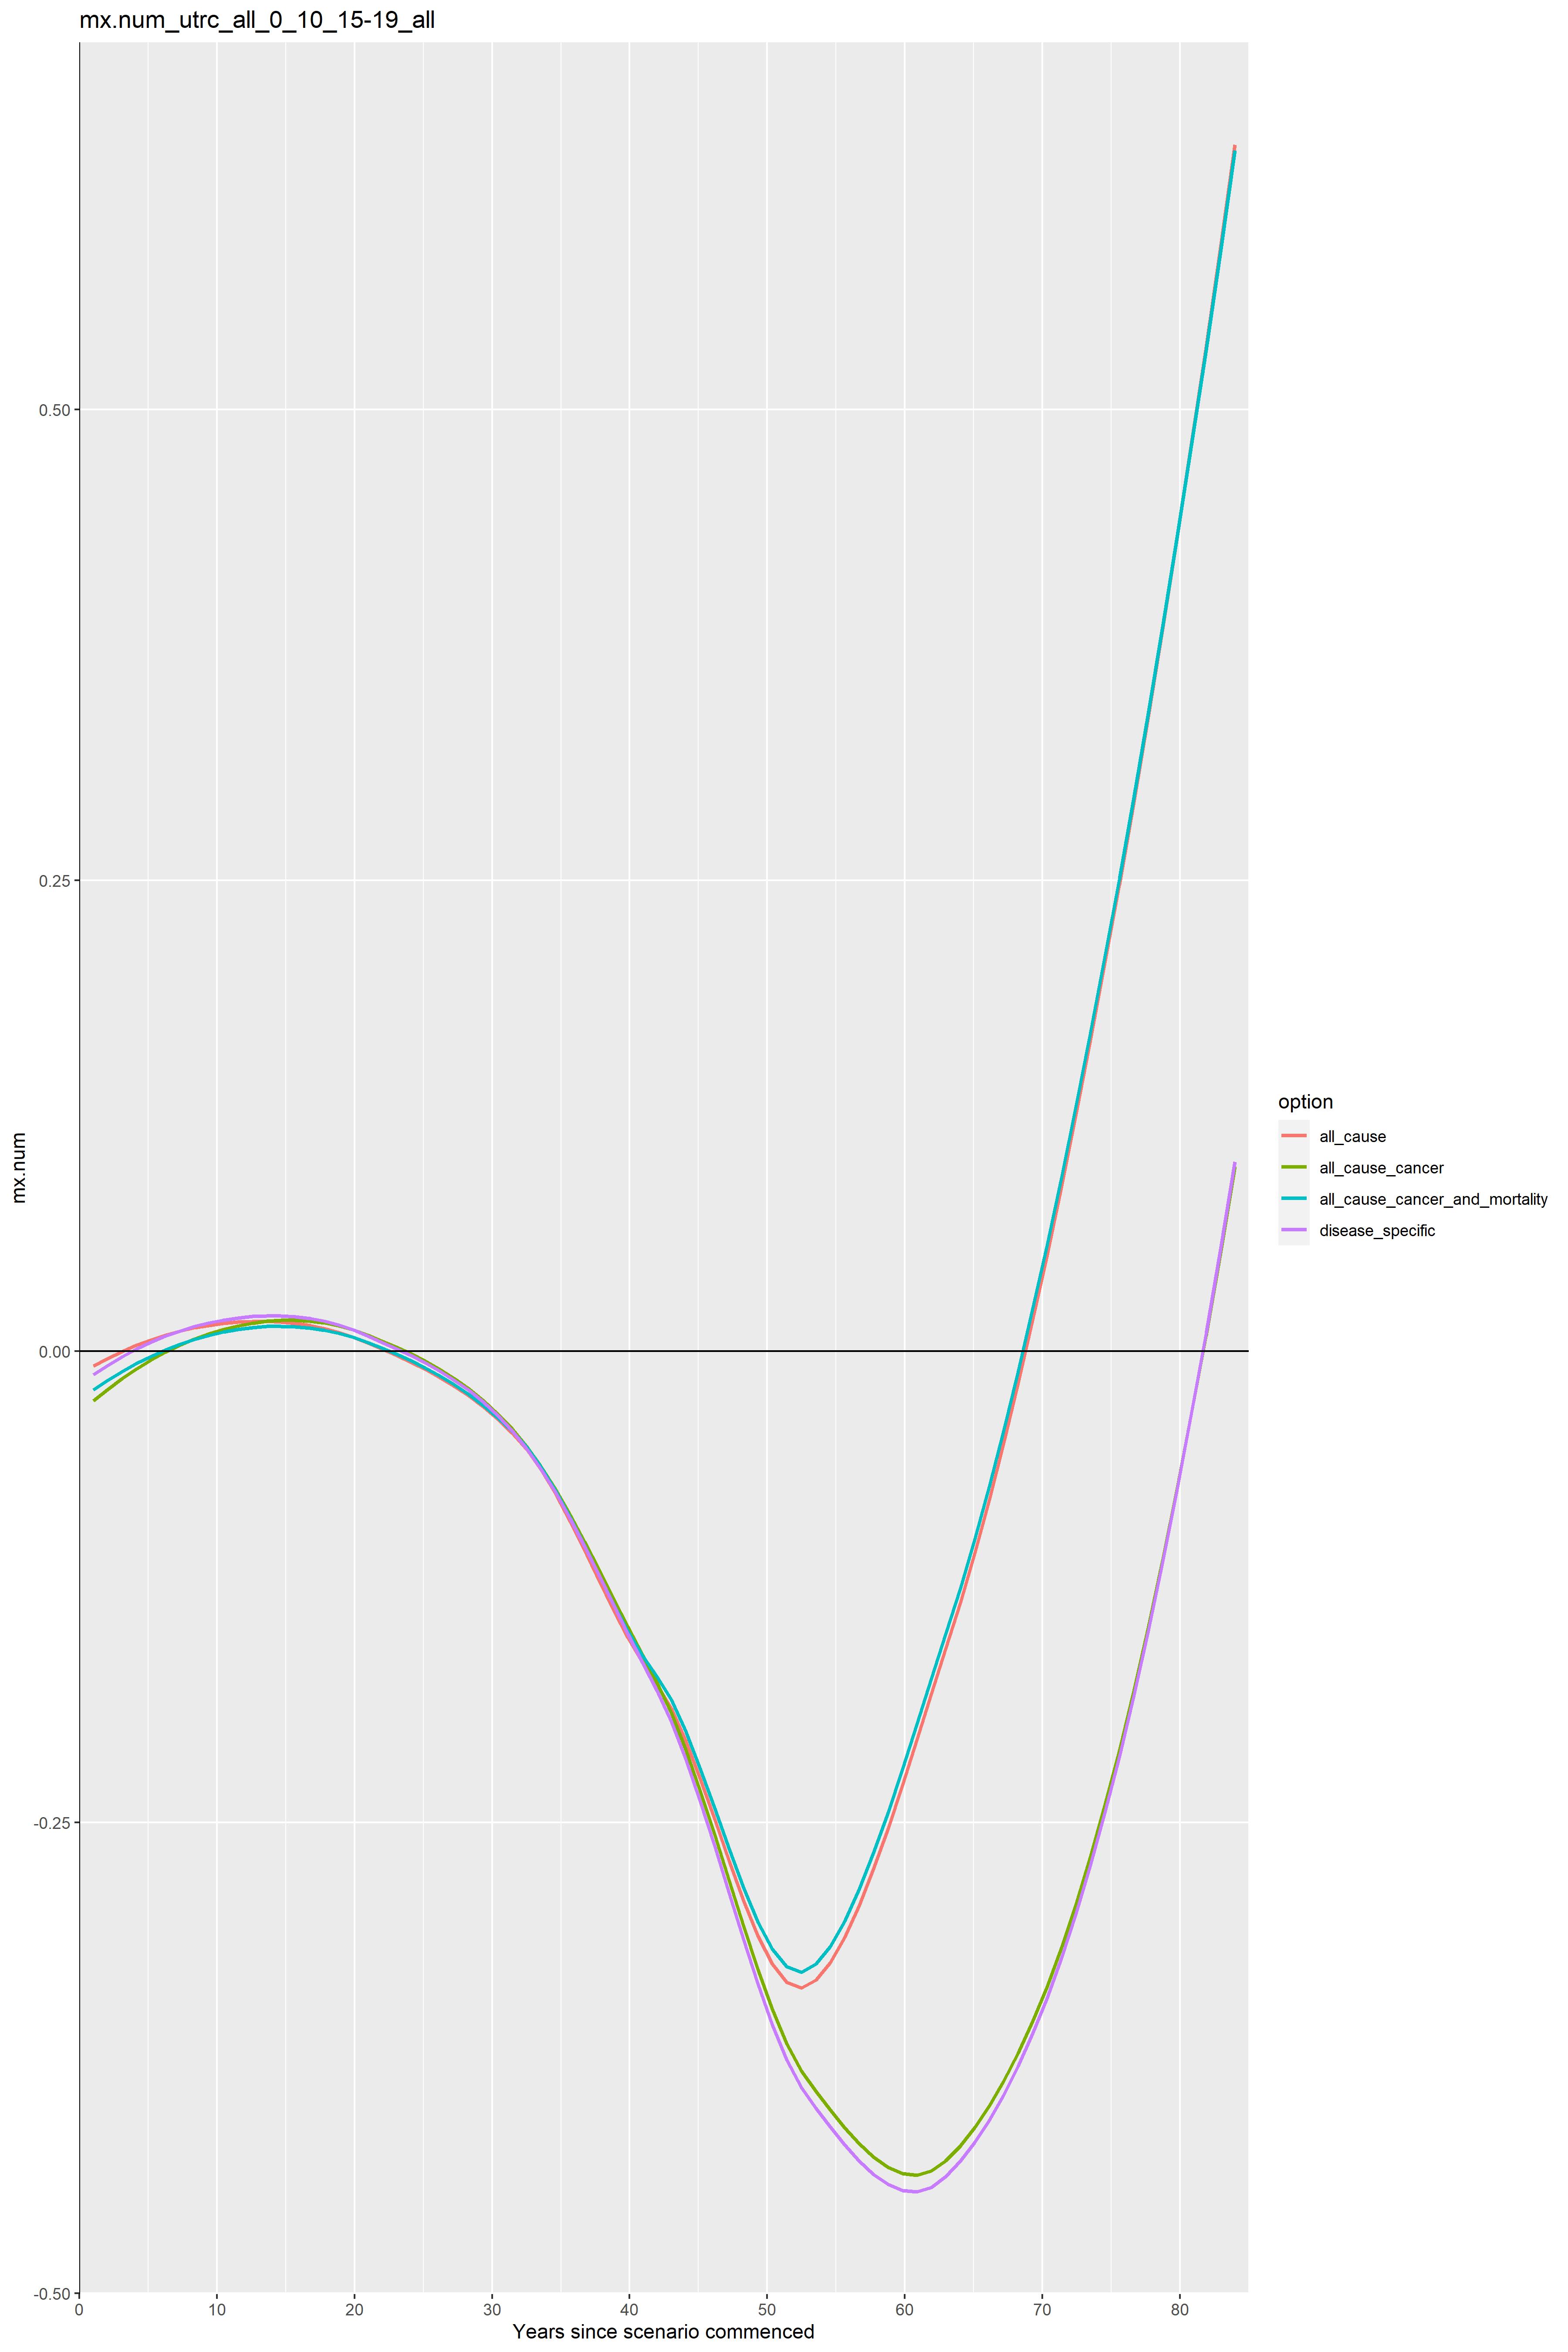 mx.num_utrc_all_0_10_15-19_all
mx.num
0.50
0.25
0.00
-0.25
-0.50
0 10 20 30 40 50 60 70 80
Years since scenario commenced
option
all_cause
all_cause_cancer
all_cause_cancer_and_mortality
disease_specific